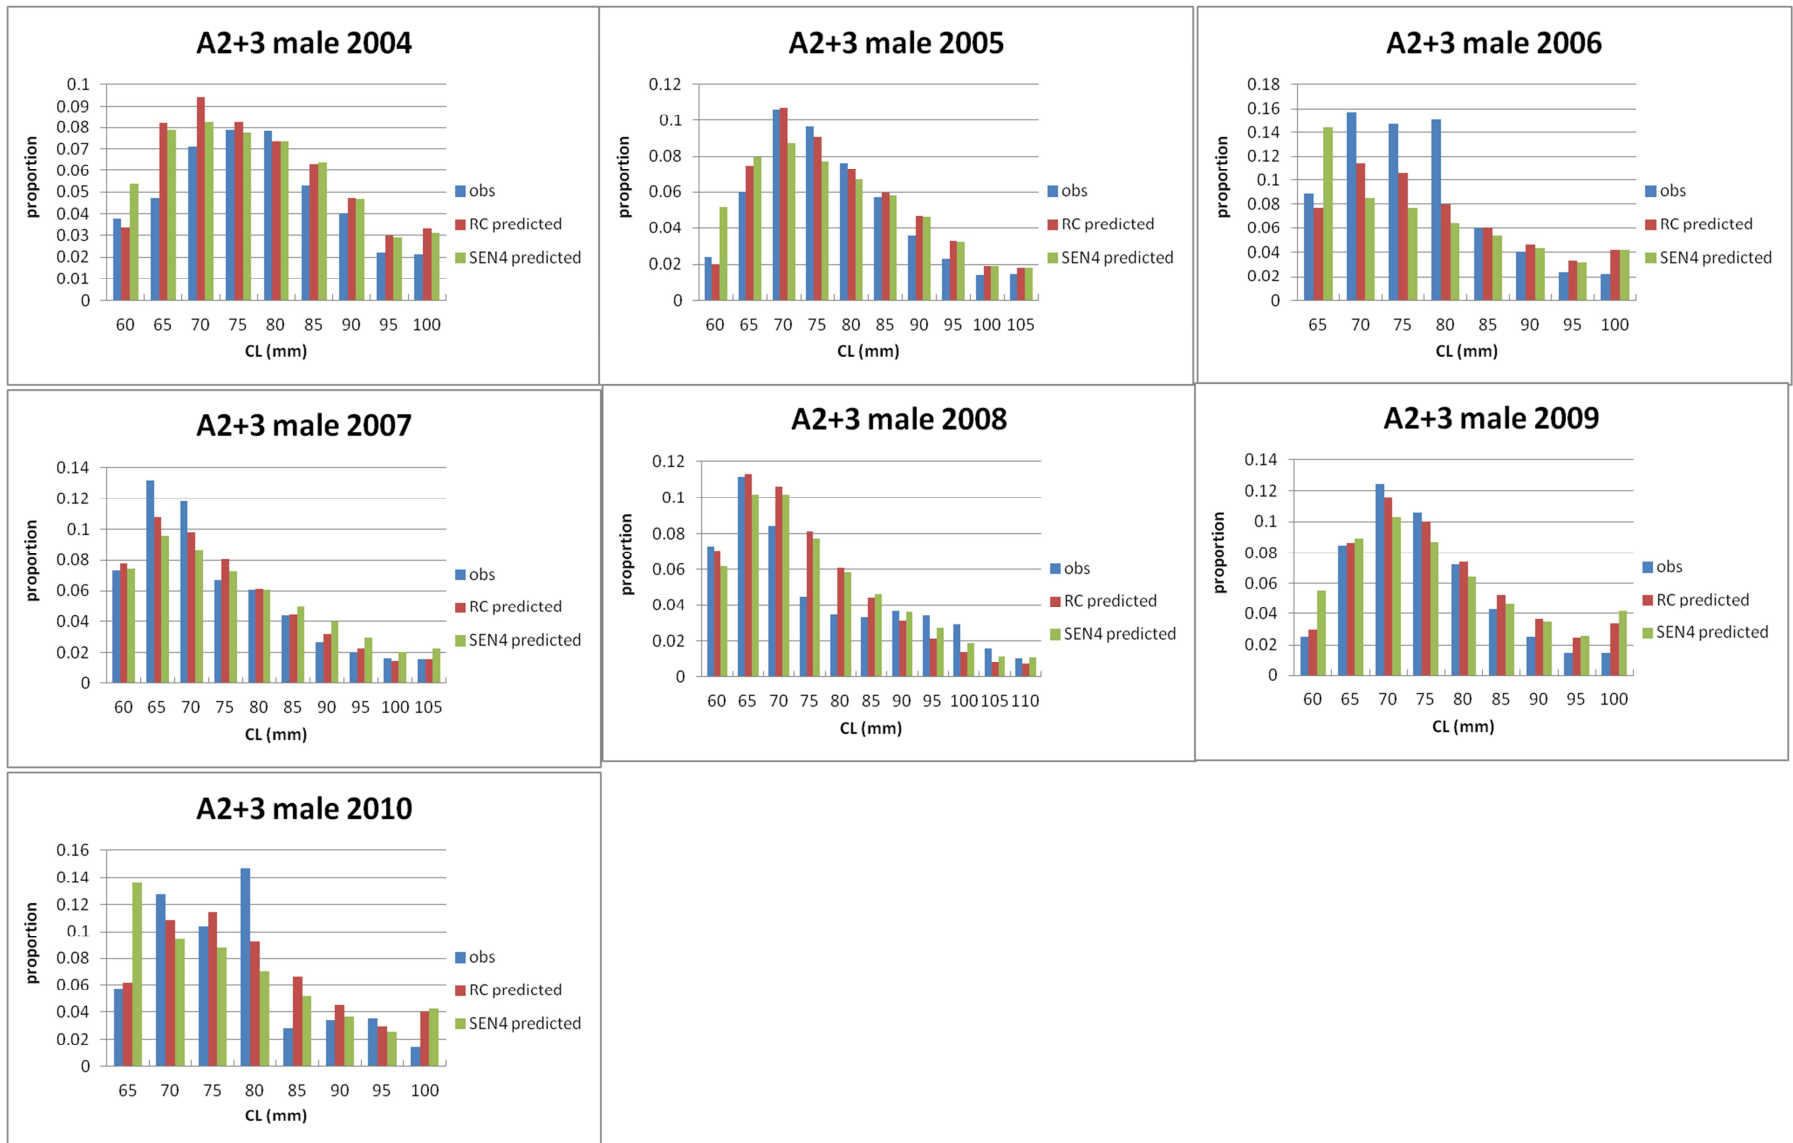 A2+3 male 2004
0.1
0.09
0.08
0.07
0.06
0.05
0.04
0.03
0.02
0.01
0
proportion
60 65 70 75 80 85 90 95 100
CL (mm)
obs
RC predicted
SEN4 predicted
A2+3 male 2005
0.12
0.1
0.08
0.06
0.04
0.02
0
proportion
60 65 70 75 80 85 90 95 100 105
CL (mm)
obs
RC predicted
SEN4 predicted
A2+3 male 2006
0.18
0.16
0.14
0.12
0.1
0.08
0.06
0.04
0.02
0
proportion
65 70 75 80 85 90 95 100
CL (mm)
obs
RC predicted
SEN4 predicted
A2+3 male 2007
0.14
0.12
0.1
0.08
0.06
0.04
0.02
0
proportion
60 65 70 75 80 85 90 95 100 105
CL (mm)
obs
RC predicted
SEN4 predicted
A2+3 male 2008
0.12
0.1
0.08
0.06
0.04
0.02
0
proportion
60 65 70 75 80 85 90 95 100 105 110
CL (mm)
obs
RC predicted
SEN4 predicted
A2+3 male 2009
0.14
0.12
0.1
0.08
0.06
0.04
0.02
0
proportion
60 65 70 75 80 85 90 95 100
CL (mm)
obs
RC predicted
SEN4 predicted
A2+3 male 2010
0.16
0.14
0.12
0.1
0.08
0.06
0.04
0.02
0
proportion
65 70 75 80 85 90 95 100
CL (mm)
obs
RC predicted
SEN4 predicted